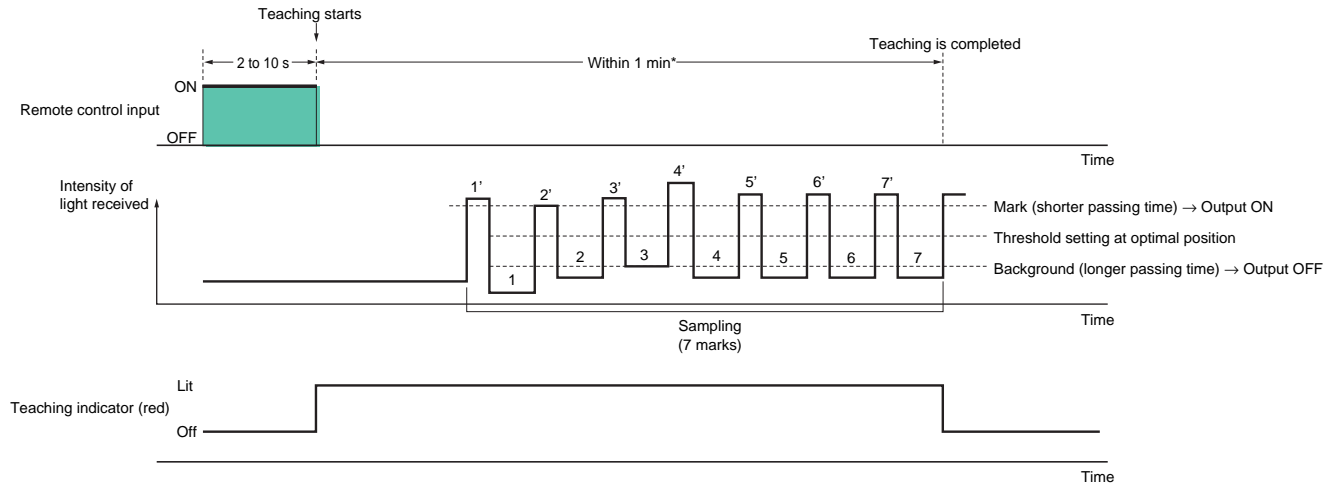 Teaching starts
Teaching is completed
2 to 10 s
Within 1 min*
ON
Remote control input
OFF
Time
Intensity of
light received
1' 2' 3' 4' 5' 6' 7'
Mark (shorter passing time) → Output ON
Threshold setting at optimal position
1 2 3 4 5 6 7
Background (longer passing time) → Output OFF
Time
Sampling
(7 marks)
Lit
Teaching indicator (red)
Off
Time